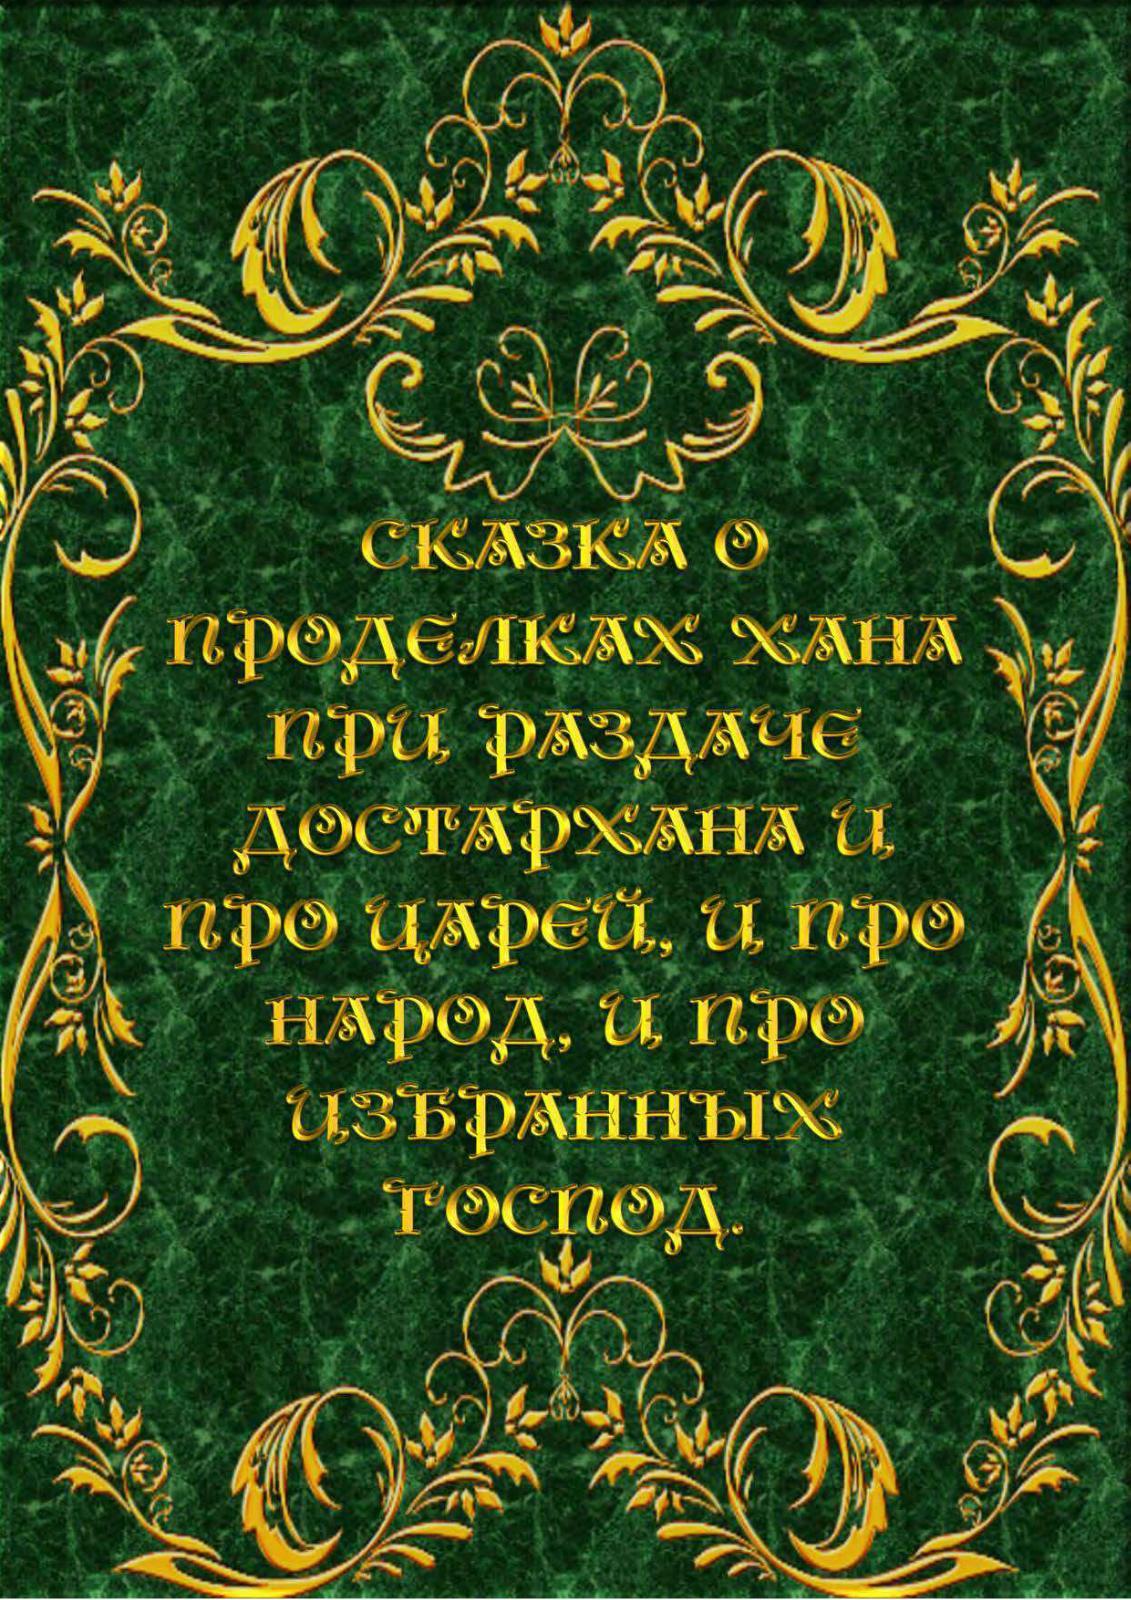 СКАЗКА О
ПРОДЕЛКАХ ХАНА
ПРИ РАЗДАЧЕ
ДОСТАРХАНА И
ПРО ЦАРЕЙ, И ПРО
НАРОД, И ПРО
ИЗБРАННЫХ
ГОСПОД.